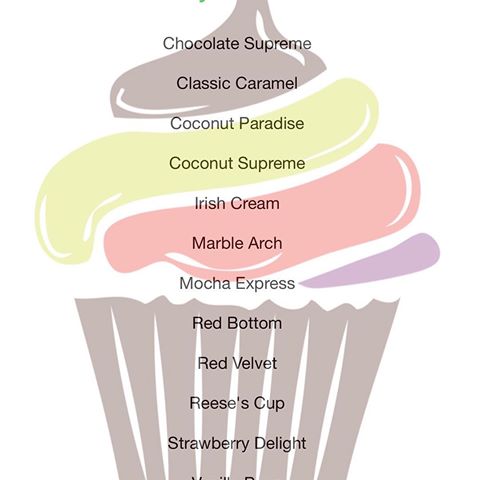 Chocolate Supreme
Classic Caramel
Coconut Paradise
Coconut Supreme
Irish Cream
Marble Arch
Mocha Express
Red Bottom
Red Velvet
Reese's Cup
Strawberry Delight